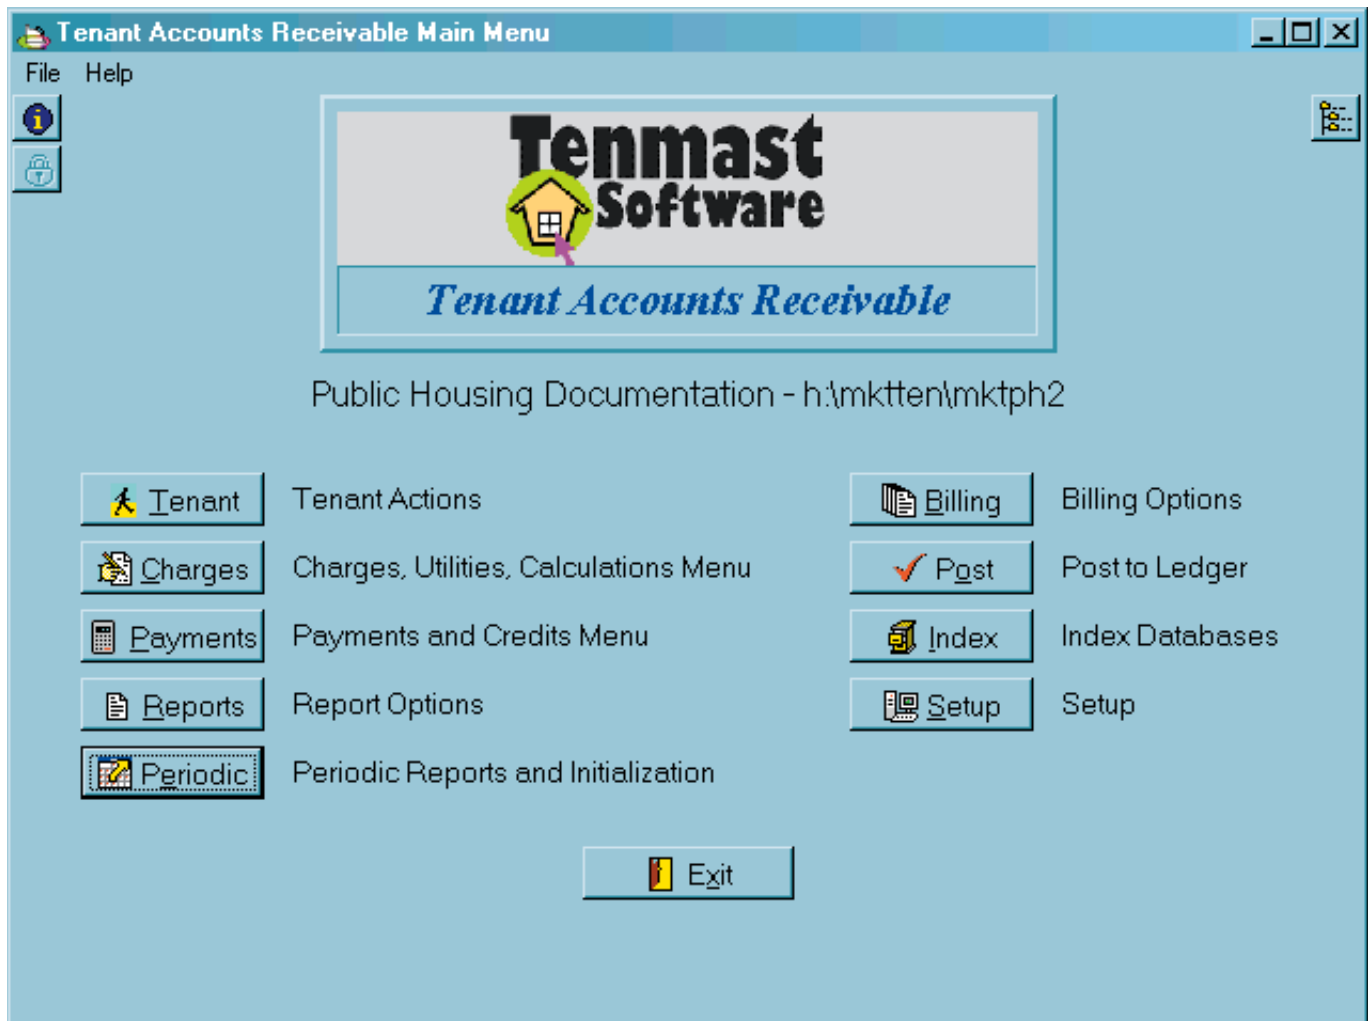 Tenant Accounts Receivable Main Menu
File Help
Tenmast
Software
Tenant Accounts Receivable
Public Housing Documentation - h:\mktten\mktph2
Tenant Tenant Actions Billing Billing Options
Charges Charges, Utilities, Calculations Menu Post Post to Ledger
Payments Payments and Credits Menu Index Index Databases
Reports Report Options Setup Setup
Periodic Periodic Reports and Initialization
Exit